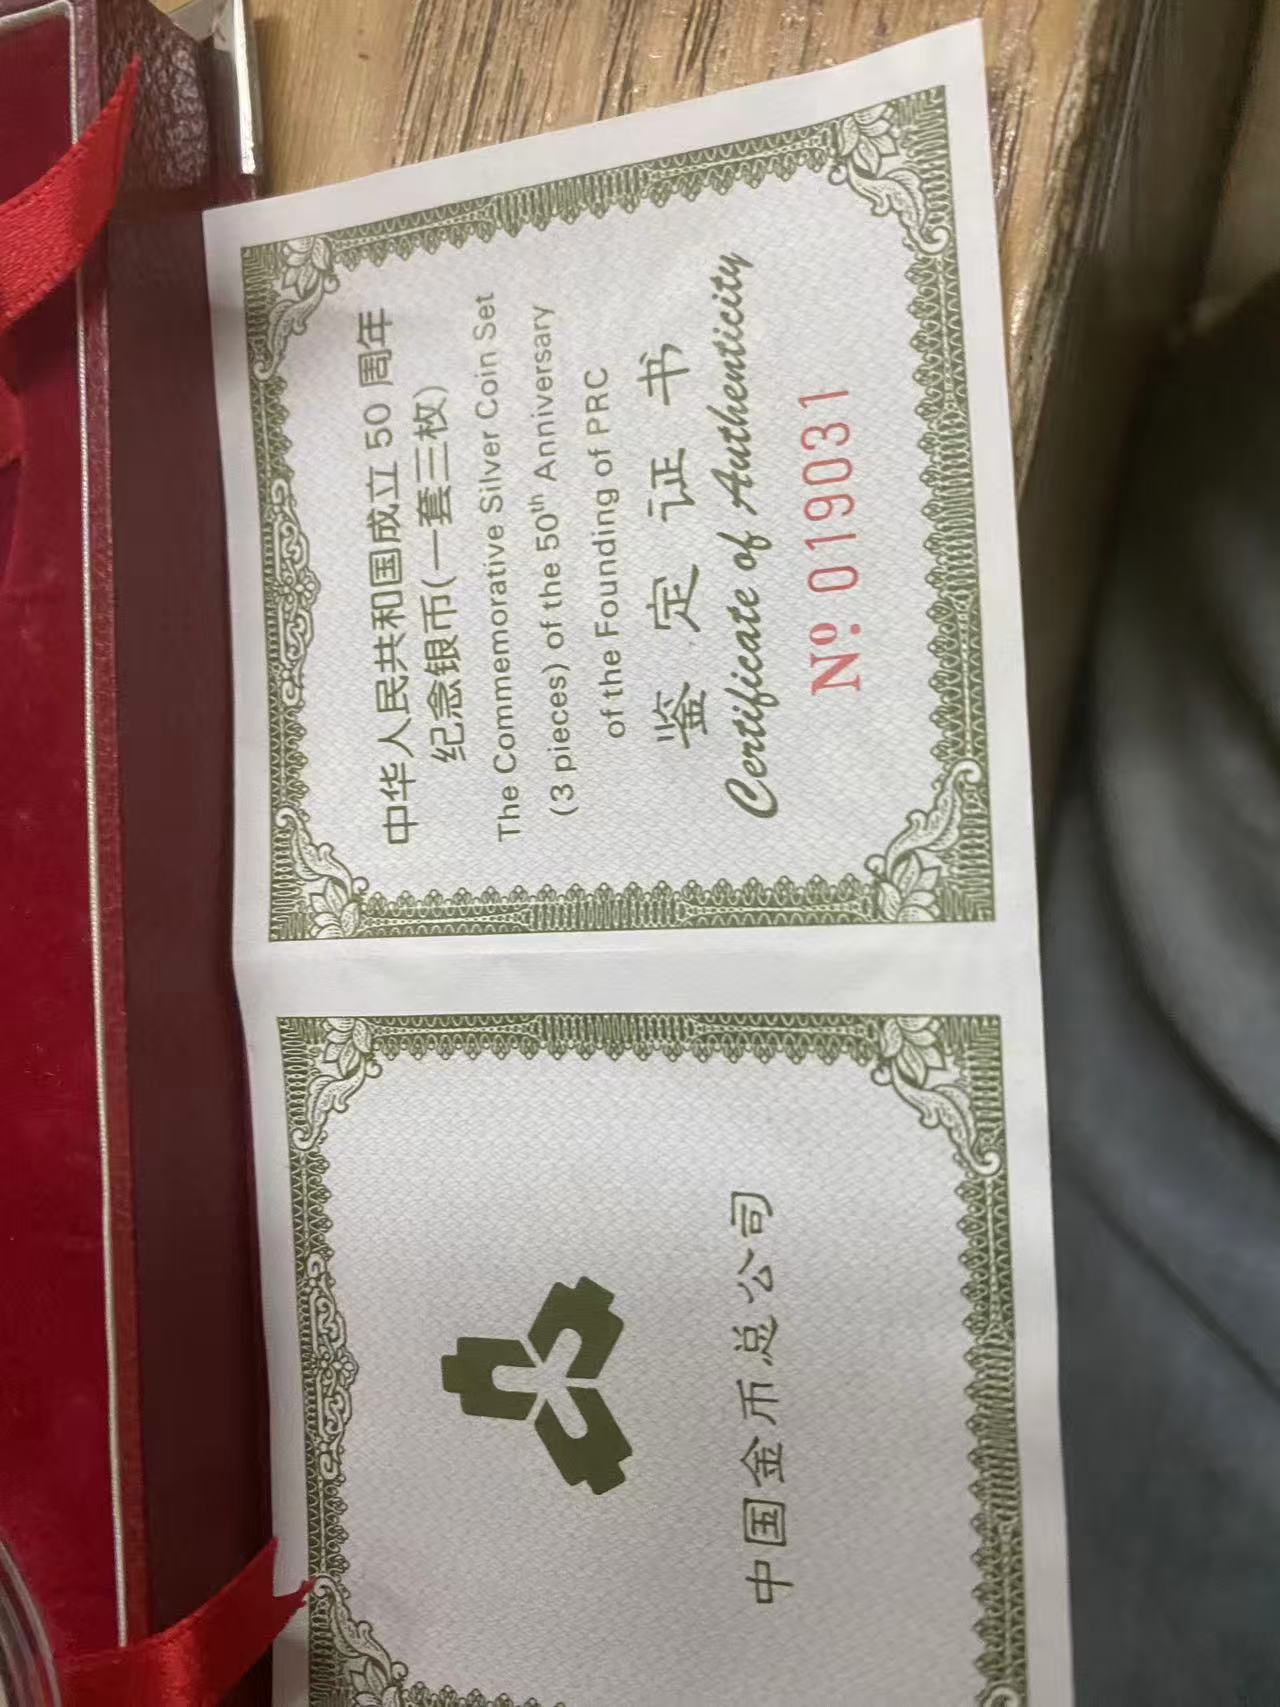 中华人民共和国成立 50 周年
纪念银币(一套三枚)
The Commemorative Silver Coin Set
(3 pieces) of the 50th Anniversary
of the Founding of PRC
鉴定证书
Certificate of Authenticity
Nº: 019031
中国金币总公司